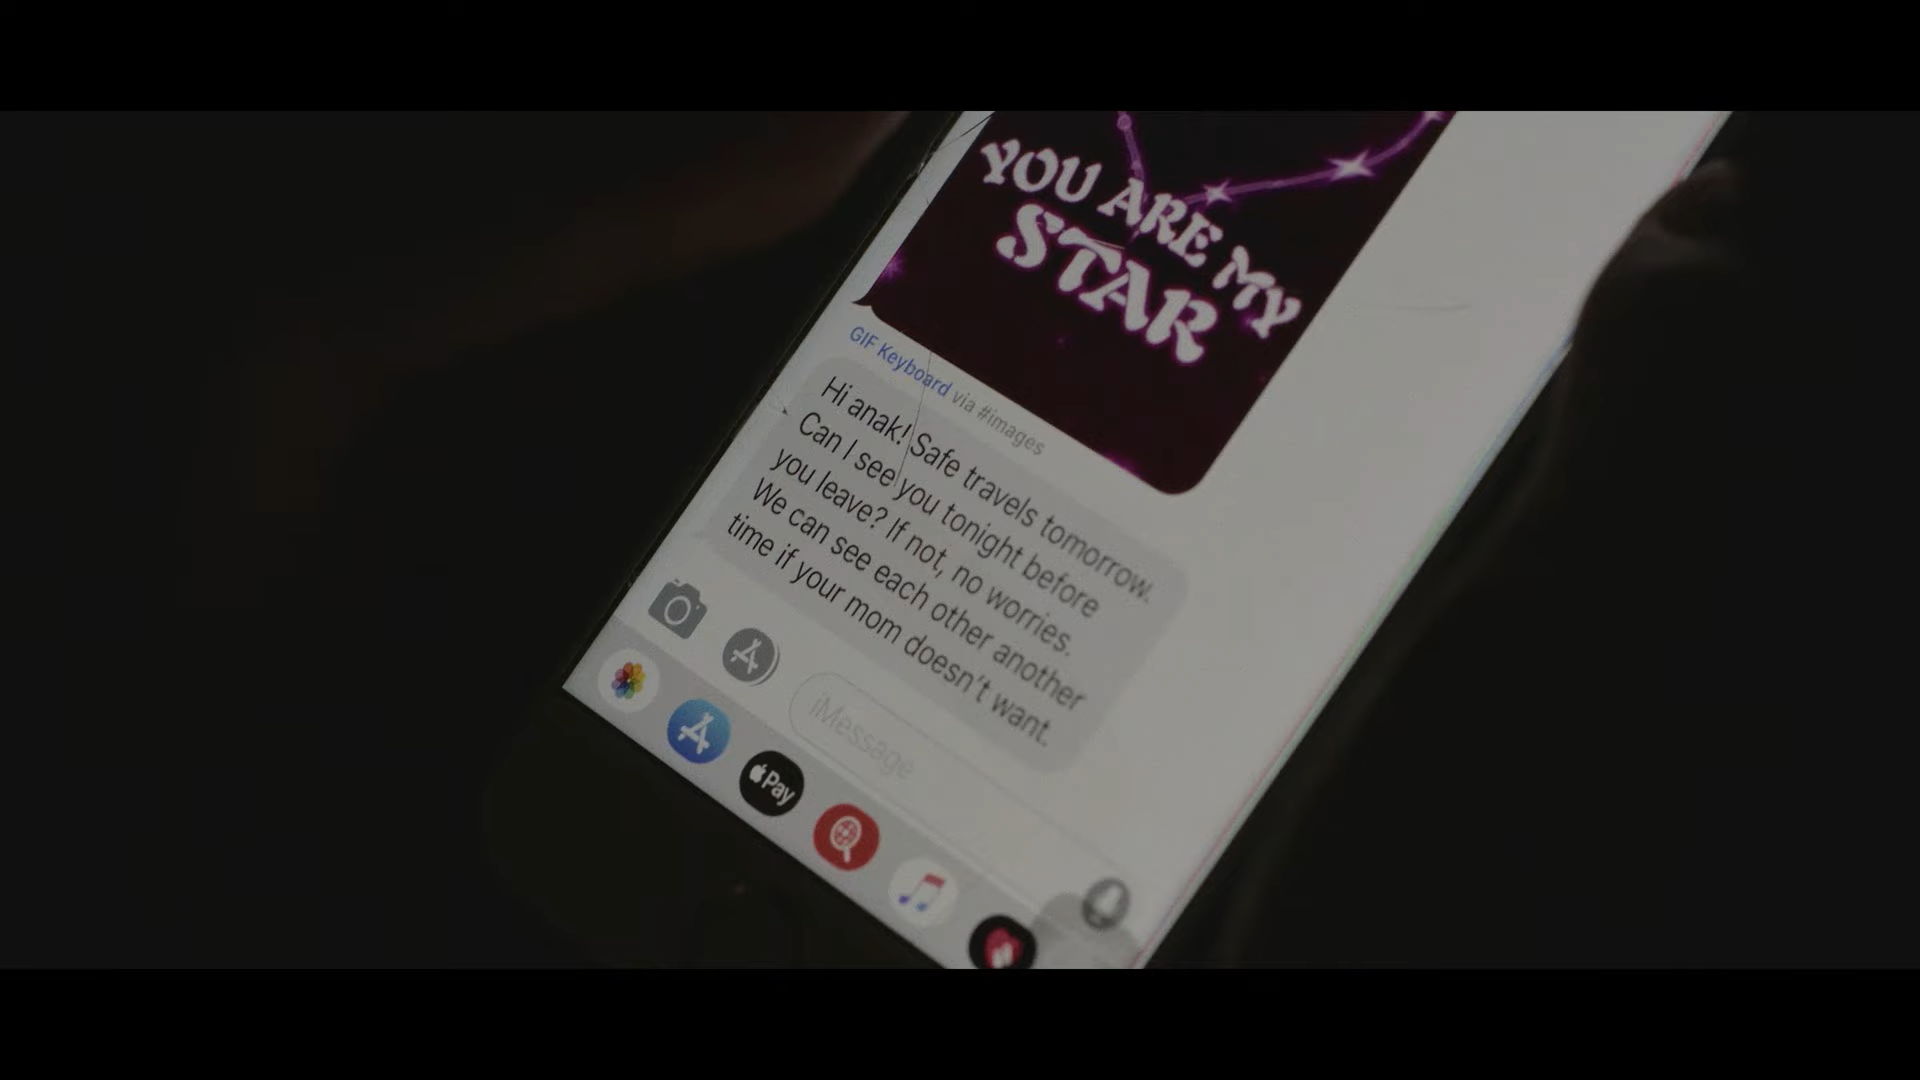 YOU ARE MY
STAR
GIF Keyboard via #images
Hi anak! Safe travels tomorrow.
Can I see you tonight before
you leave? If not, no worries.
We can see each other another
time if your mom doesn't want.
iMessage
Pay